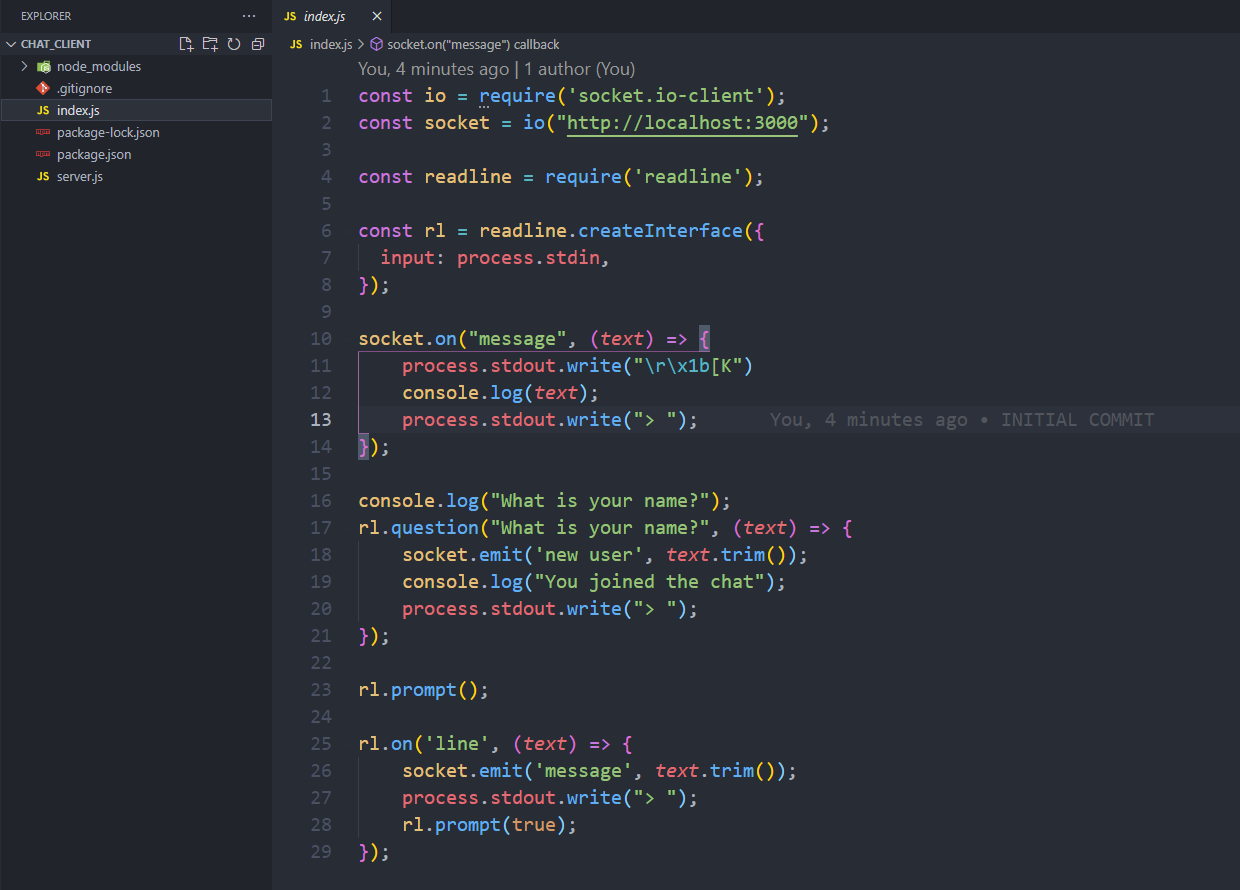 EXPLORER
CHAT_CLIENT
node_modules
.gitignore
JS index.js
package-lock.json
package.json
JS server.js
JS index.js
JS index.js > socket.on("message") callback
You, 4 minutes ago | 1 author (You)
1 const io = require('socket.io-client');
2 const socket = io("http://localhost:3000");
3
4 const readline = require('readline');
5
6 const rl = readline.createInterface({
7   input: process.stdin,
8 });
9
10 socket.on("message", (text) => {
11     process.stdout.write("\r\x1b[K")
12     console.log(text);
13     process.stdout.write("> "); You, 4 minutes ago • INITIAL COMMIT
14 });
15
16 console.log("What is your name?");
17 rl.question("What is your name?", (text) => {
18     socket.emit('new user', text.trim());
19     console.log("You joined the chat");
20     process.stdout.write("> ");
21 });
22
23 rl.prompt();
24
25 rl.on('line', (text) => {
26     socket.emit('message', text.trim());
27     process.stdout.write("> ");
28     rl.prompt(true);
29 });